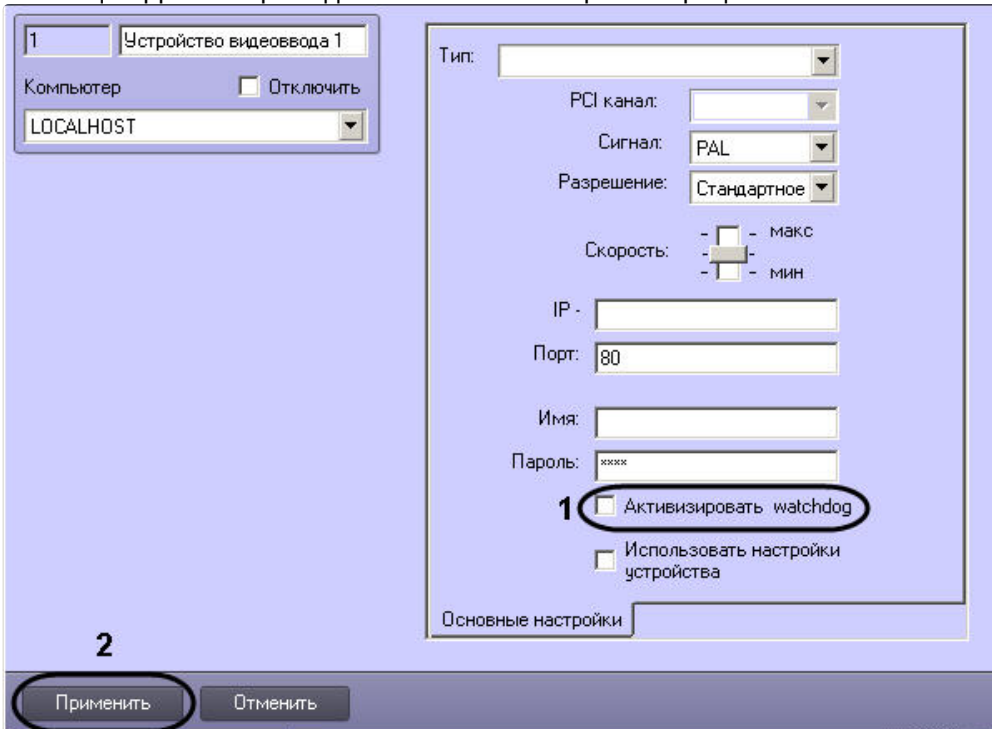 1 Устройство видеоввода 1
Компьютер Отключить
LOCALHOST
Тип:
PCI канал:
Сигнал: PAL
Разрешение: Стандартное
- - макс
Скорость: - -
- - мин
IP -
Порт: 80
Имя:
Пароль: ****
1 Активизировать watchdog
Использовать настройки
устройства
Основные настройки
2
Применить Отменить